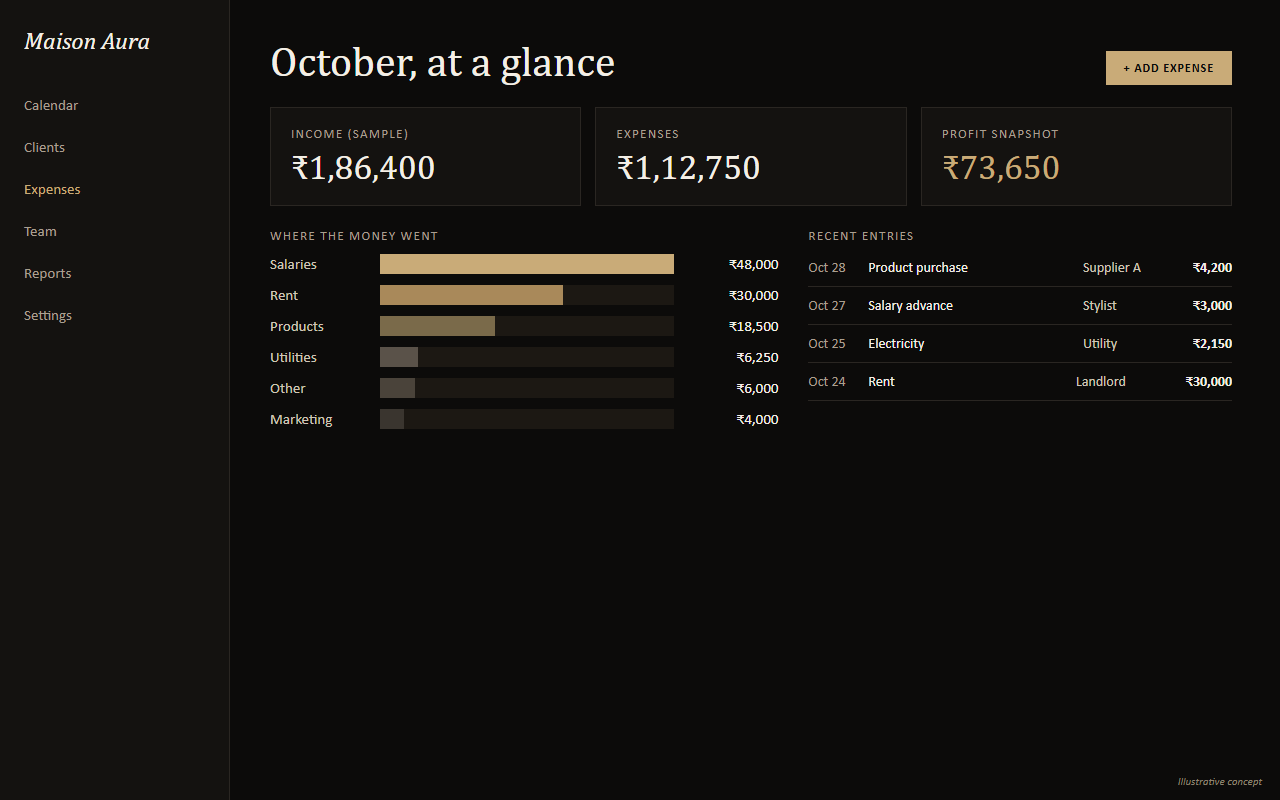 Maison Aura
Calendar
Clients
Expenses
Team
Reports
Settings
October, at a glance
+ ADD EXPENSE
INCOME (SAMPLE)
₹1,86,400
EXPENSES
₹1,12,750
PROFIT SNAPSHOT
₹73,650
WHERE THE MONEY WENT
Salaries ₹48,000
Rent ₹30,000
Products ₹18,500
Utilities ₹6,250
Other ₹6,000
Marketing ₹4,000
RECENT ENTRIES
Oct 28 Product purchase Supplier A ₹4,200
Oct 27 Salary advance Stylist ₹3,000
Oct 25 Electricity Utility ₹2,150
Oct 24 Rent Landlord ₹30,000
Illustrative concept